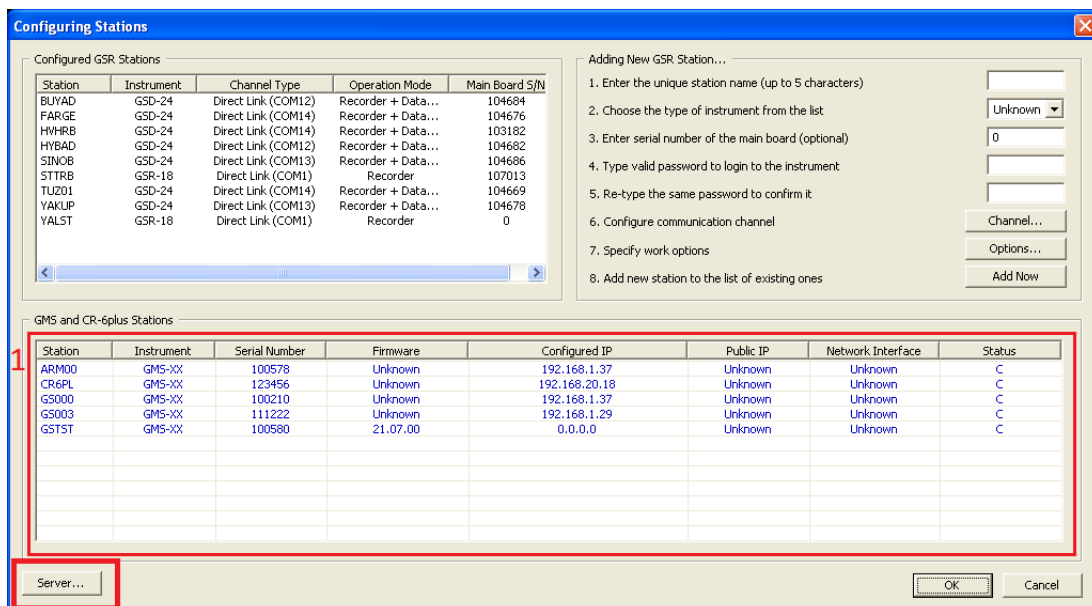 Configuring Stations
Configured GSR Stations
Station Instrument Channel Type Operation Mode Main Board S/N
BUYAD GSD-24 Direct Link (COM12) Recorder + Data... 104684
FARGE GSD-24 Direct Link (COM14) Recorder + Data... 104676
HVHRB GSD-24 Direct Link (COM14) Recorder + Data... 103182
HYBAD GSD-24 Direct Link (COM12) Recorder + Data... 104682
SINOB GSD-24 Direct Link (COM13) Recorder + Data... 104686
STTRB GSR-18 Direct Link (COM1) Recorder 107013
TUZ01 GSD-24 Direct Link (COM14) Recorder + Data... 104669
YAKUP GSD-24 Direct Link (COM13) Recorder + Data... 104678
YALST GSR-18 Direct Link (COM1) Recorder 0
Adding New GSR Station...
1. Enter the unique station name (up to 5 characters)
2. Choose the type of instrument from the list Unknown
3. Enter serial number of the main board (optional) 0
4. Type valid password to login to the instrument
5. Re-type the same password to confirm it
6. Configure communication channel Channel...
7. Specify work options Options...
8. Add new station to the list of existing ones Add Now
GMS and CR-6plus Stations
1
Station Instrument Serial Number Firmware Configured IP Public IP Network Interface Status
ARM00 GMS-XX 100578 Unknown 192.168.1.37 Unknown Unknown C
CR6PL GMS-XX 123456 Unknown 192.168.20.18 Unknown Unknown C
GS000 GMS-XX 100210 Unknown 192.168.1.37 Unknown Unknown C
GS003 GMS-XX 111222 Unknown 192.168.1.29 Unknown Unknown C
GSTST GMS-XX 100580 21.07.00 0.0.0.0 Unknown Unknown C
Server... OK Cancel